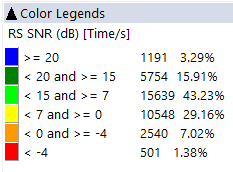 Color Legends
RS SNR (dB) [Time/s]
>= 20 1191 3.29%
< 20 and >= 15 5754 15.91%
< 15 and >= 7 15639 43.23%
< 7 and >= 0 10548 29.16%
< 0 and >= -4 2540 7.02%
< -4 501 1.38%